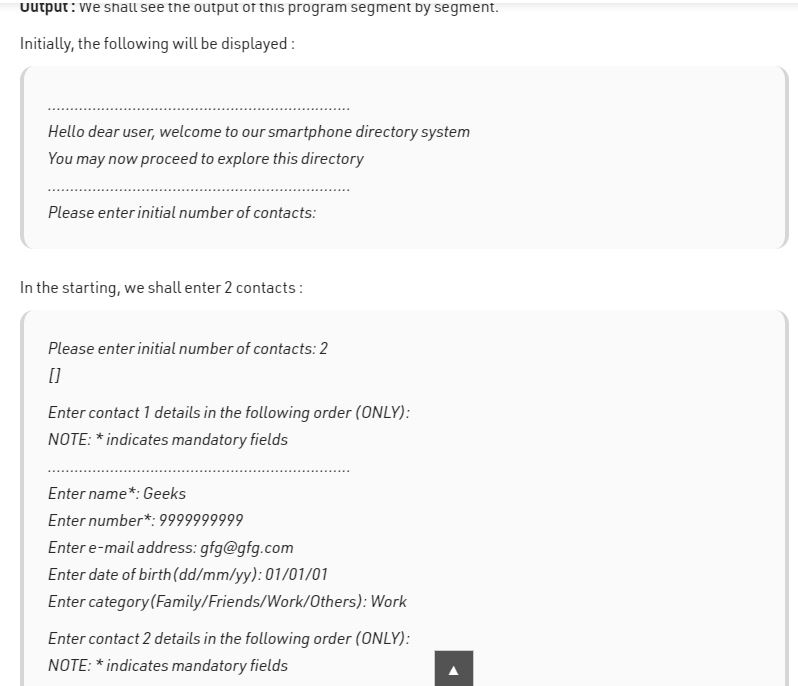 Output : We shall see the output of this program segment by segment.
Initially, the following will be displayed :
....................................................................
Hello dear user, welcome to our smartphone directory system
You may now proceed to explore this directory
....................................................................
Please enter initial number of contacts:
In the starting, we shall enter 2 contacts :
Please enter initial number of contacts: 2
[]
Enter contact 1 details in the following order (ONLY):
NOTE: * indicates mandatory fields
....................................................................
Enter name*: Geeks
Enter number*: 9999999999
Enter e-mail address: gfg@gfg.com
Enter date of birth(dd/mm/yy): 01/01/01
Enter category(Family/Friends/Work/Others): Work
Enter contact 2 details in the following order (ONLY):
NOTE: * indicates mandatory fields